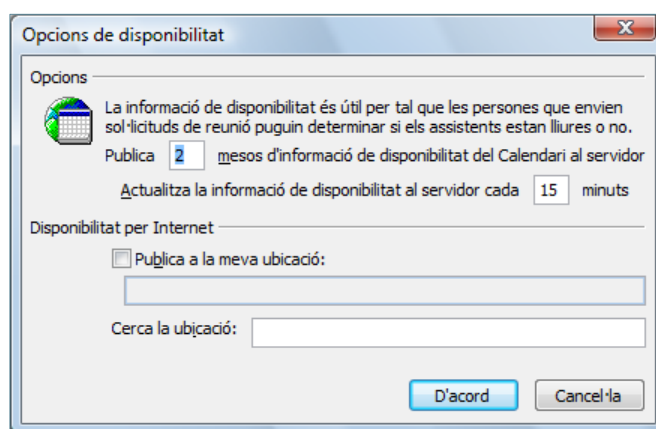 Opcions de disponibilitat
Opcions
La informació de disponibilitat és útil per tal que les persones que envien
sol·licituds de reunió puguin determinar si els assistents estan lliures o no.
Publica 2 mesos d'informació de disponibilitat del Calendari al servidor
Actualitza la informació de disponibilitat al servidor cada 15 minuts
Disponibilitat per Internet
Publica a la meva ubicació:
Cerca la ubicació:
D'acord Cancel·la